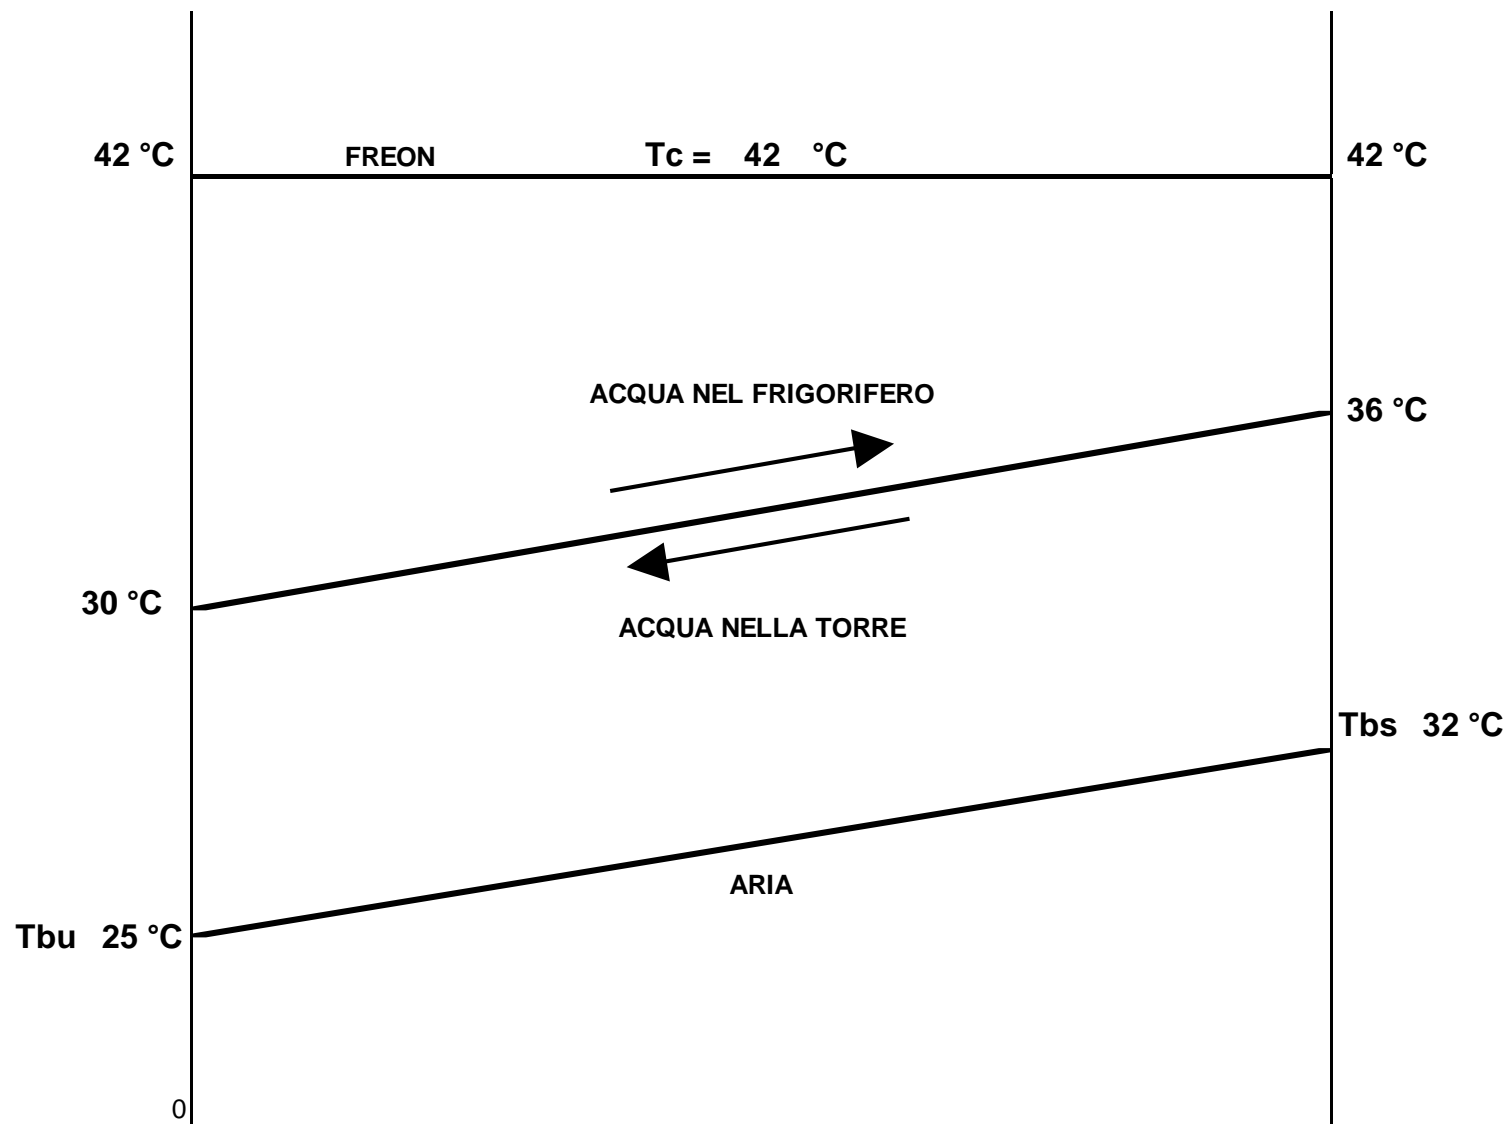 42 °C FREON Tc = 42 °C 42 °C
ACQUA NEL FRIGORIFERO
36 °C
30 °C
ACQUA NELLA TORRE
Tbs 32 °C
ARIA
Tbu 25 °C
0